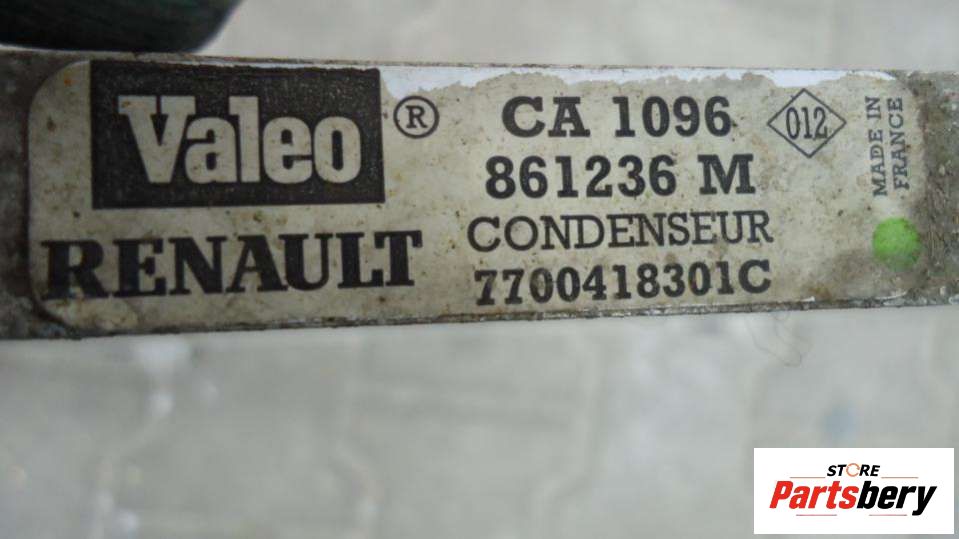 Valeo ®
RENAULT
CA 1096
861236 M
CONDENSEUR
7700418301C
012
MADE IN
FRANCE
STORE
Partsbery